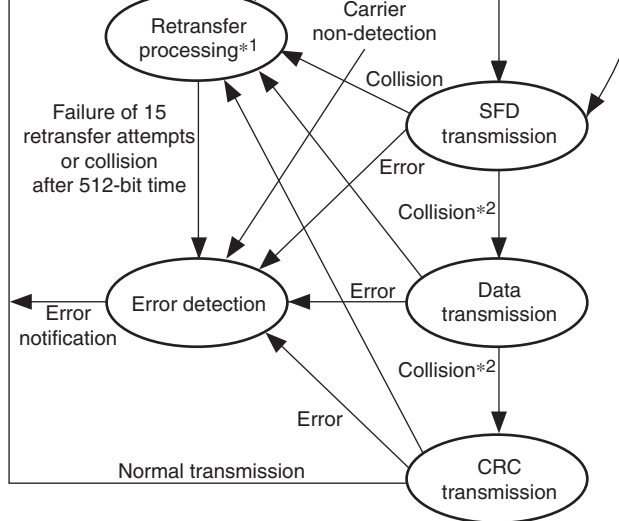 Carrier
non-detection
Retransfer
processing*1
Collision
SFD
transmission
Failure of 15
retransfer attempts
or collision
after 512-bit time
Error
Collision*2
Error detection
Error
Data
transmission
Error
notification
Collision*2
Error
Normal transmission
CRC
transmission